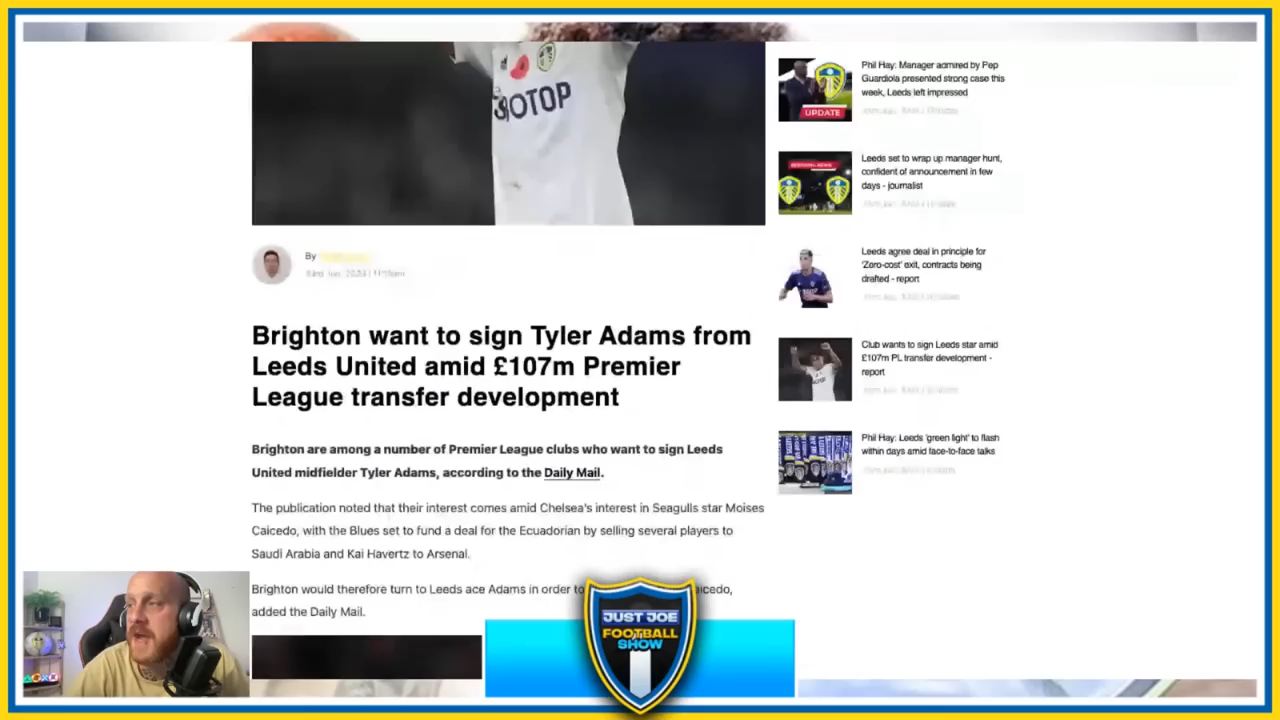 SBOTOP
By
Brighton want to sign Tyler Adams from
Leeds United amid £107m Premier
League transfer development
Brighton are among a number of Premier League clubs who want to sign Leeds
United midfielder Tyler Adams, according to the Daily Mail.
The publication noted that their interest comes amid Chelsea's interest in Seagulls star Moises
Caicedo, with the Blues set to fund a deal for the Ecuadorian by selling several players to
Saudi Arabia and Kai Havertz to Arsenal.
Brighton would therefore turn to Leeds ace Adams in order to
added the Daily Mail.
Phil Hay: Manager admired by Pep
Guardiola presented strong case this
week, Leeds left impressed
UPDATE
Leeds set to wrap up manager hunt,
confident of announcement in few
days - journalist
Leeds agree deal in principle for
'Zero-cost' exit, contracts being
drafted - report
Club wants to sign Leeds star amid
£107m PL transfer development -
report
Phil Hay: Leeds 'green light' to flash
within days amid face-to-face talks
JUST JOE
FOOTBALL
SHOW